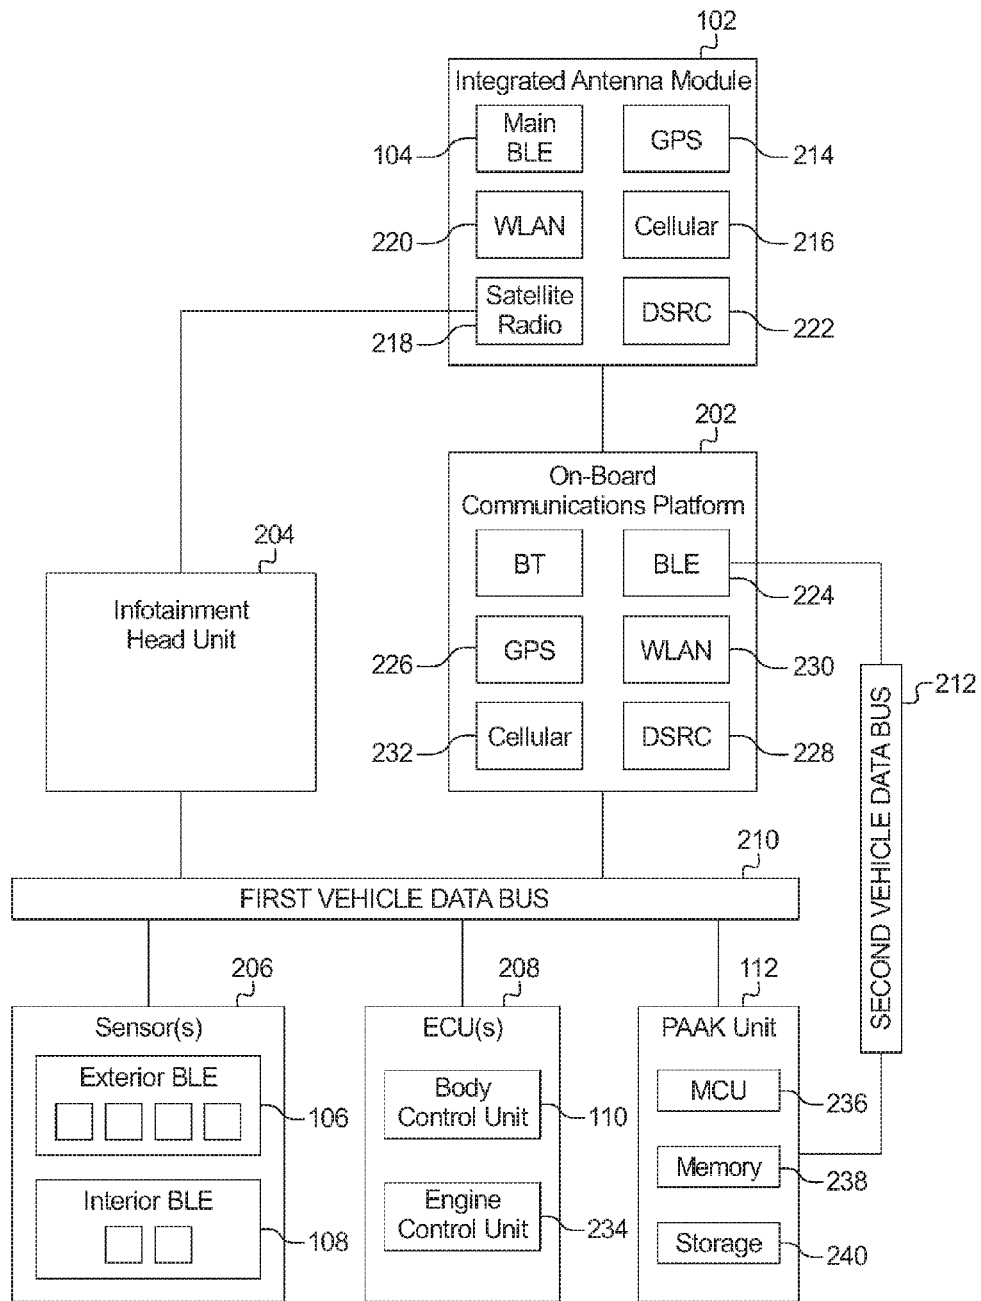 102
Integrated Antenna Module
Main
BLE
GPS
104
214
WLAN
Cellular
220
216
Satellite
Radio
DSRC
218
222
202
On-Board
Communications Platform
204
BT
BLE
224
Infotainment
Head Unit
226
GPS
WLAN
230
212
232
Cellular
DSRC
228
SECOND VEHICLE DATA BUS
210
FIRST VEHICLE DATA BUS
206
208
112
Sensor(s)
ECU(s)
PAAK Unit
Exterior BLE
106
Body
Control Unit
110
MCU
236
Memory
238
Interior BLE
108
Engine
Control Unit
234
Storage
240